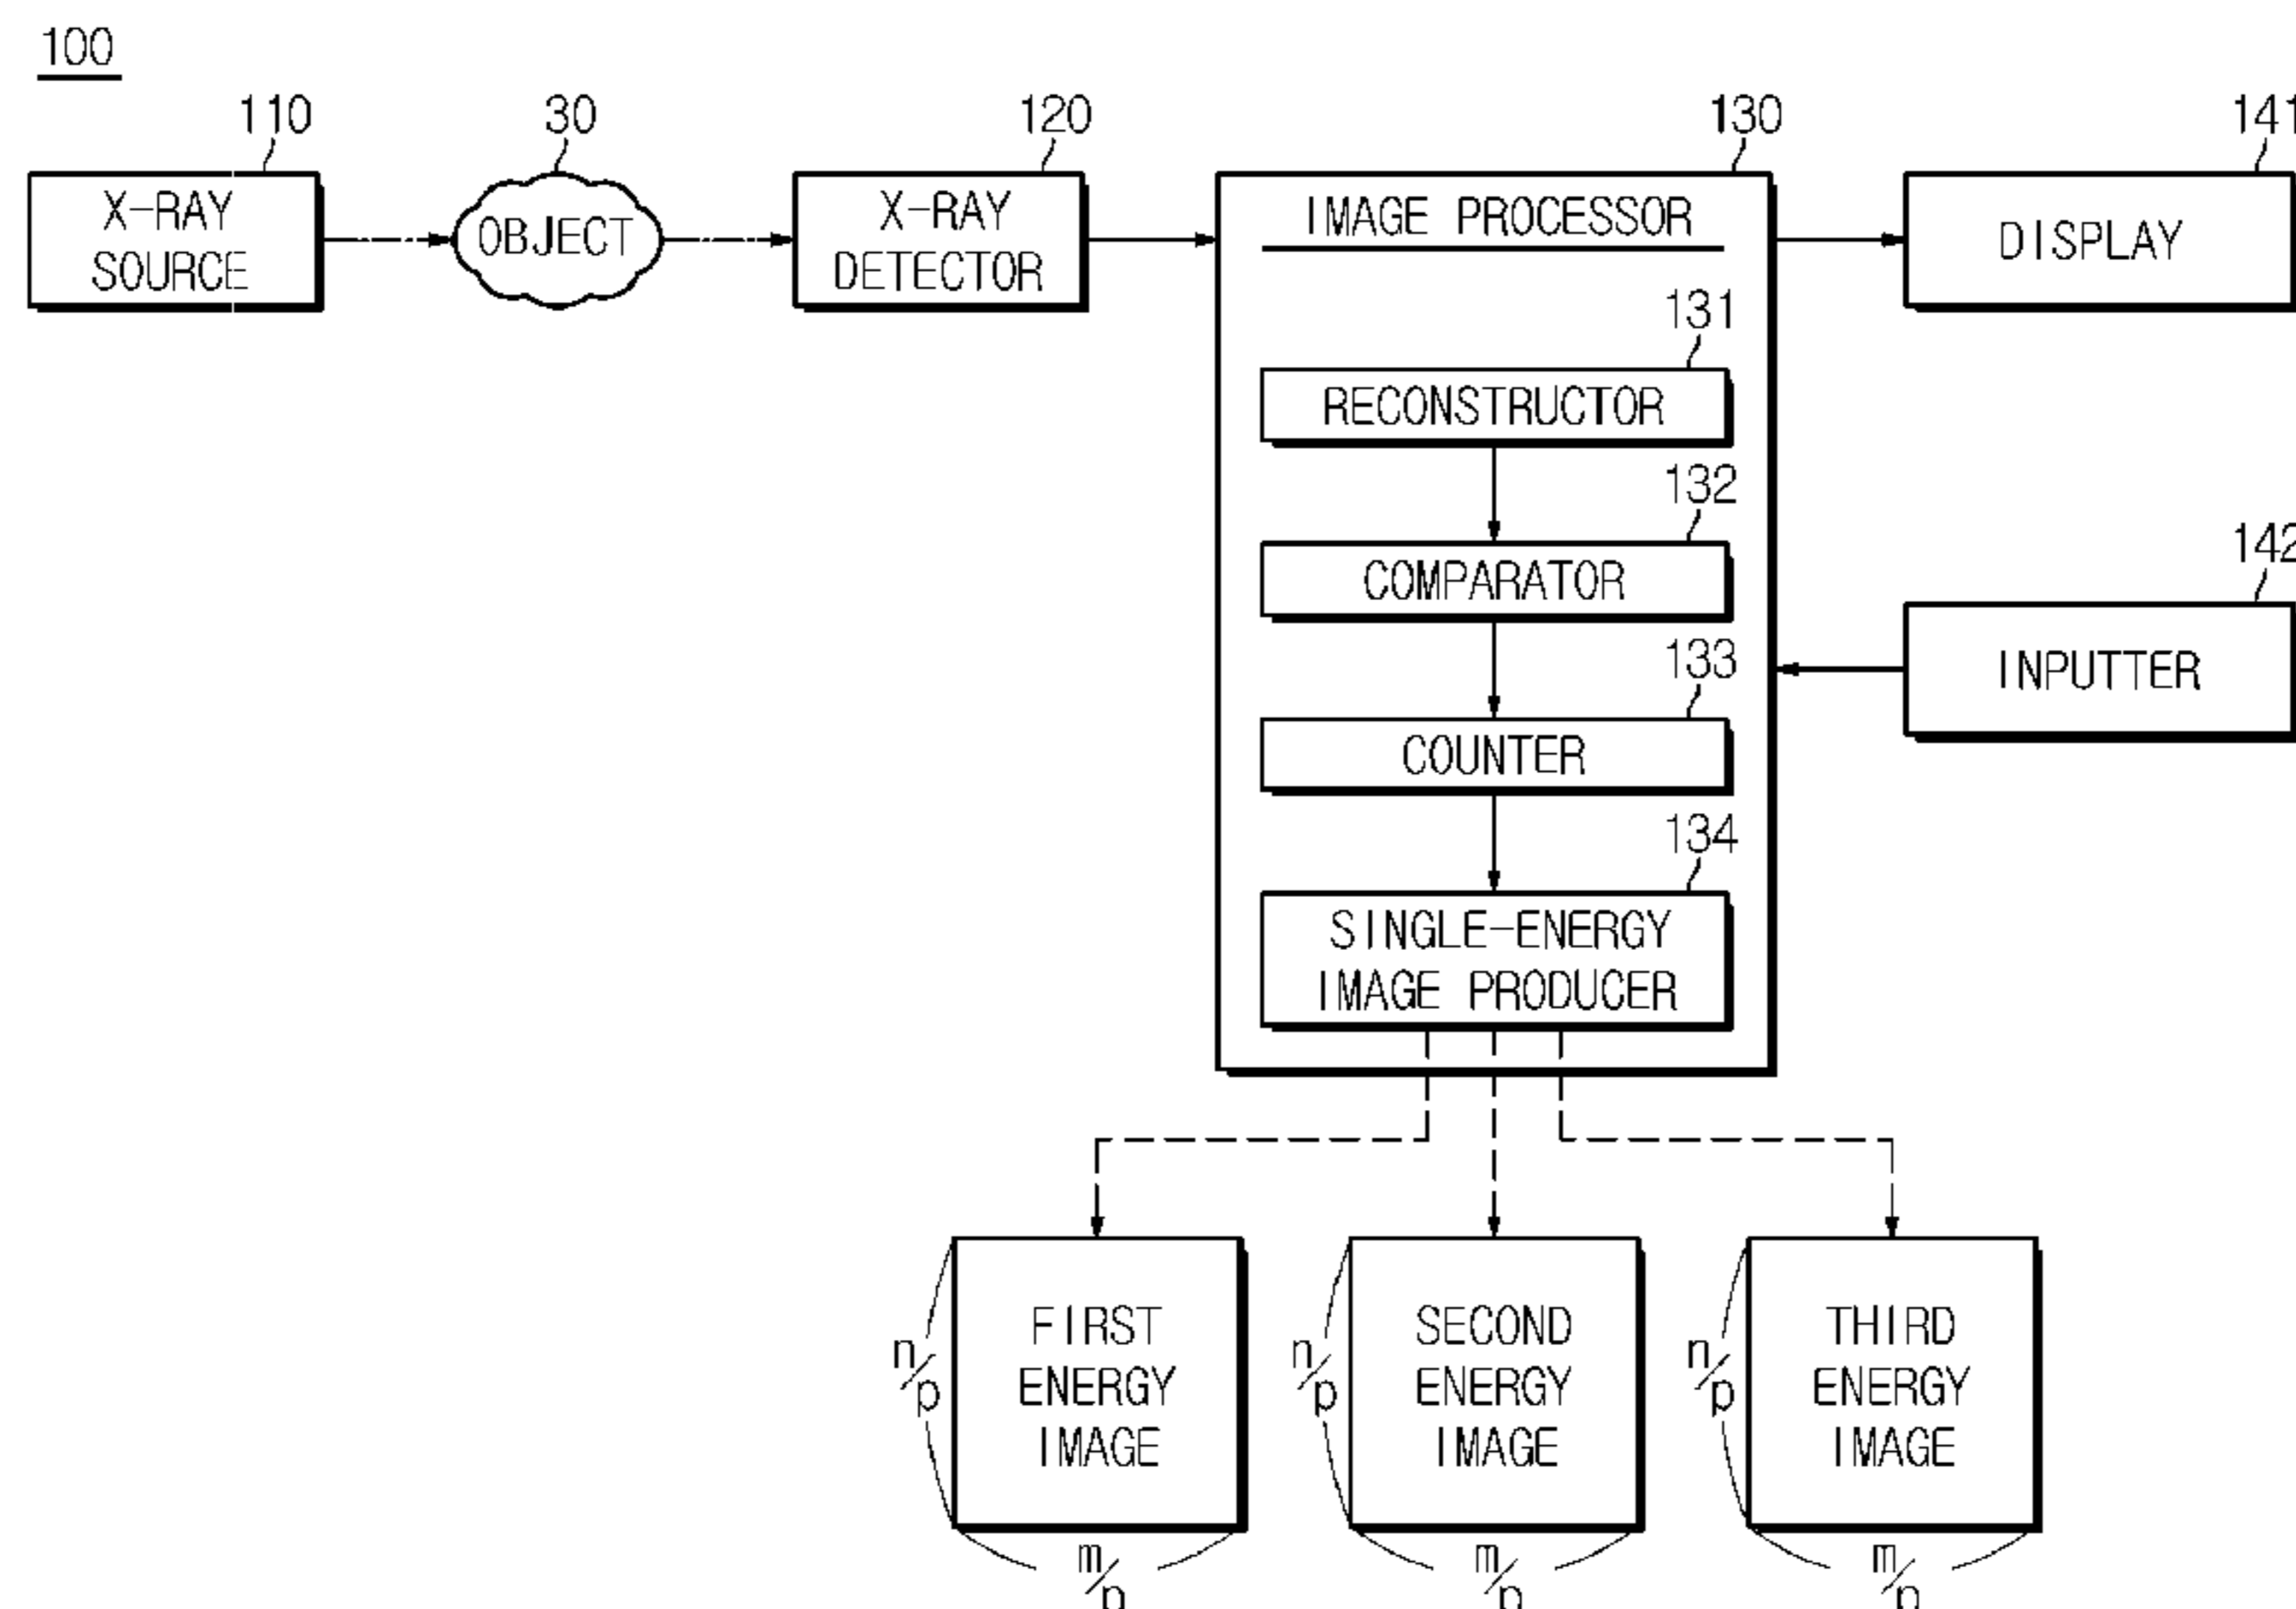 100
110
30
120
130
141
X-RAY
SOURCE
OBJECT
X-RAY
DETECTOR
IMAGE PROCESSOR
DISPLAY
131
RECONSTRUCTOR
132
COMPARATOR
142
INPUTTER
133
COUNTER
134
SINGLE-ENERGY
IMAGE PRODUCER
n/p
FIRST
ENERGY
IMAGE
m/p
n/p
SECOND
ENERGY
IMAGE
m/p
n/p
THIRD
ENERGY
IMAGE
m/p